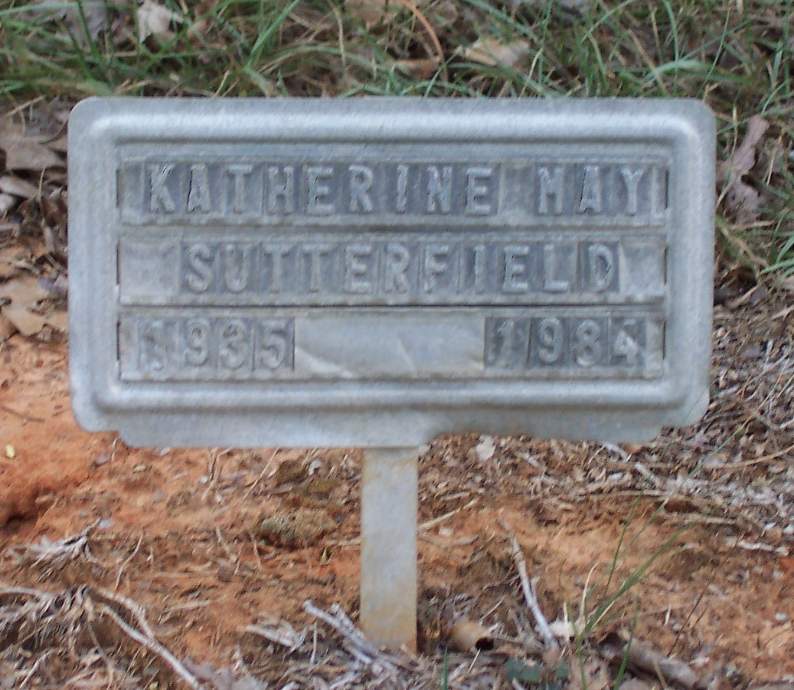 KATHERINE MAY
SUTTERFIELD
1935 1984